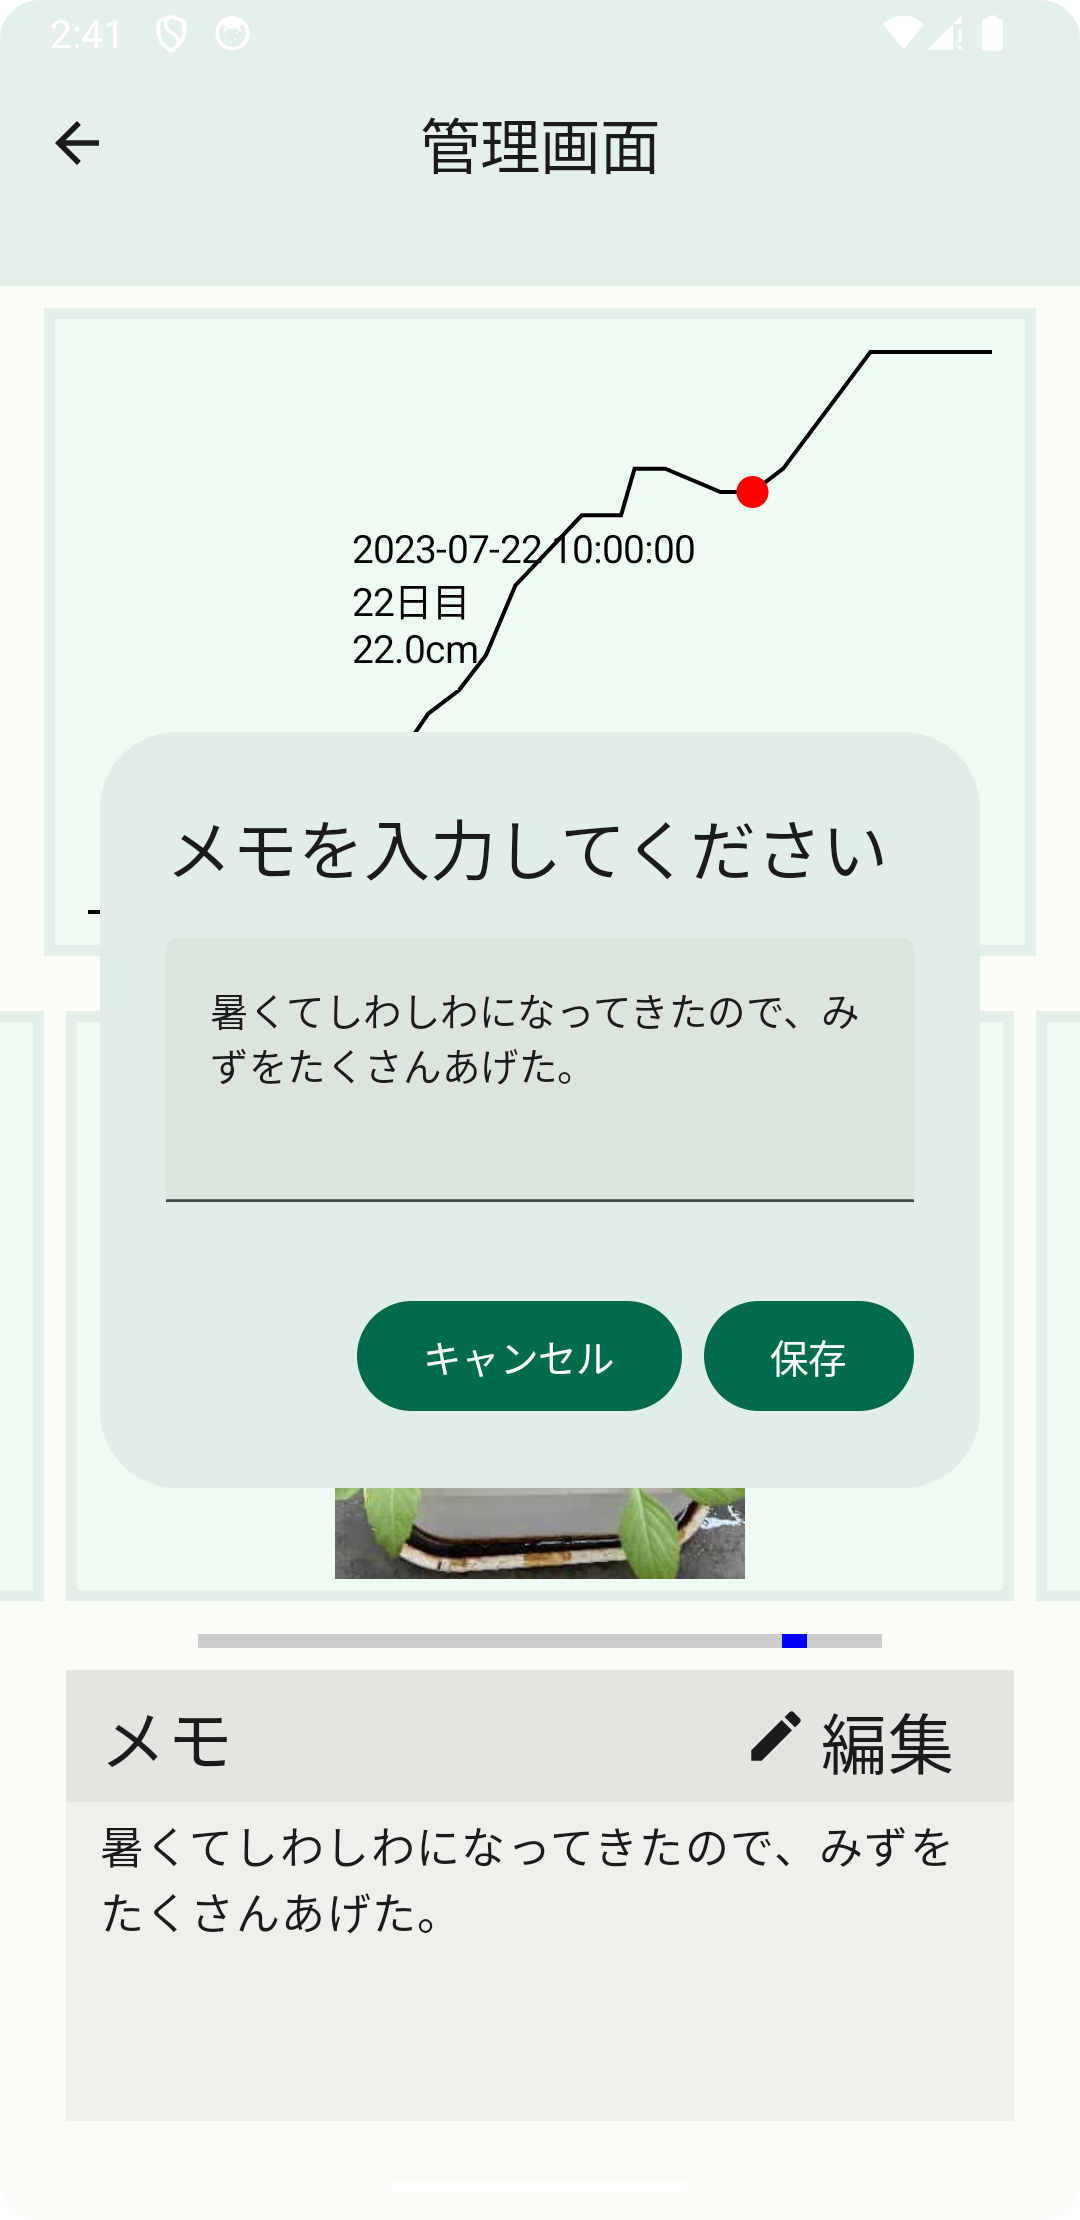 2:41
管理画面
2023-07-22 10:00:00
22日目
22.0cm
メモを入力してください
暑くてしわしわになってきたので、み
ずをたくさんあげた。
キャンセル
保存
メモ
編集
暑くてしわしわになってきたので、みずを
たくさんあげた。